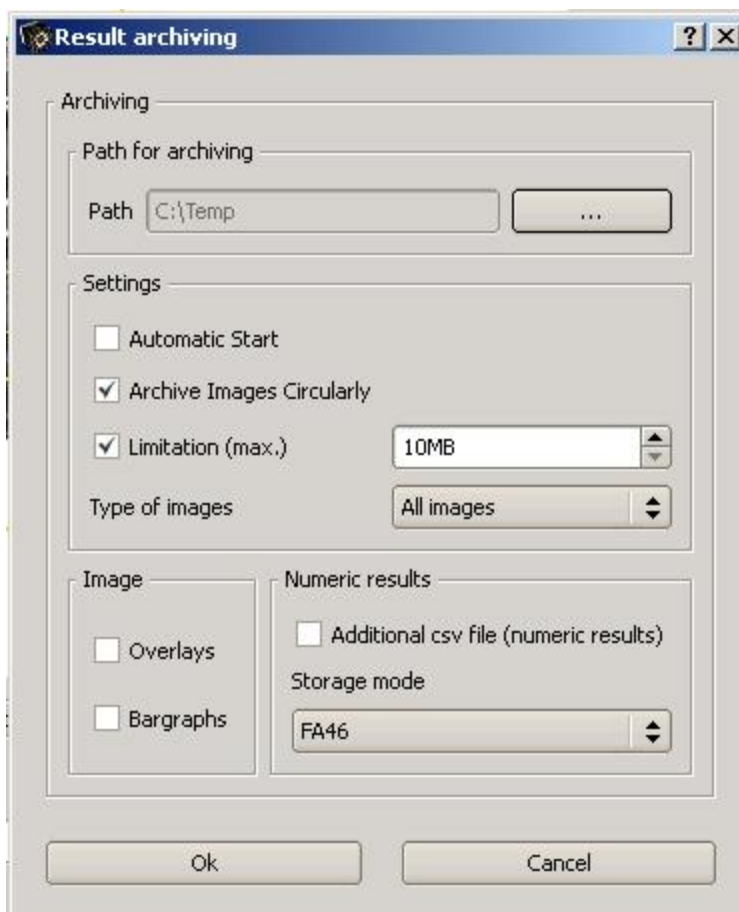 Result archiving
Archiving
Path for archiving
Path C:\Temp ...
Settings
Automatic Start
Archive Images Circularly
Limitation (max.) 10MB
Type of images All images
Image
Overlays
Bargraphs
Numeric results
Additional csv file (numeric results)
Storage mode
FA46
Ok Cancel